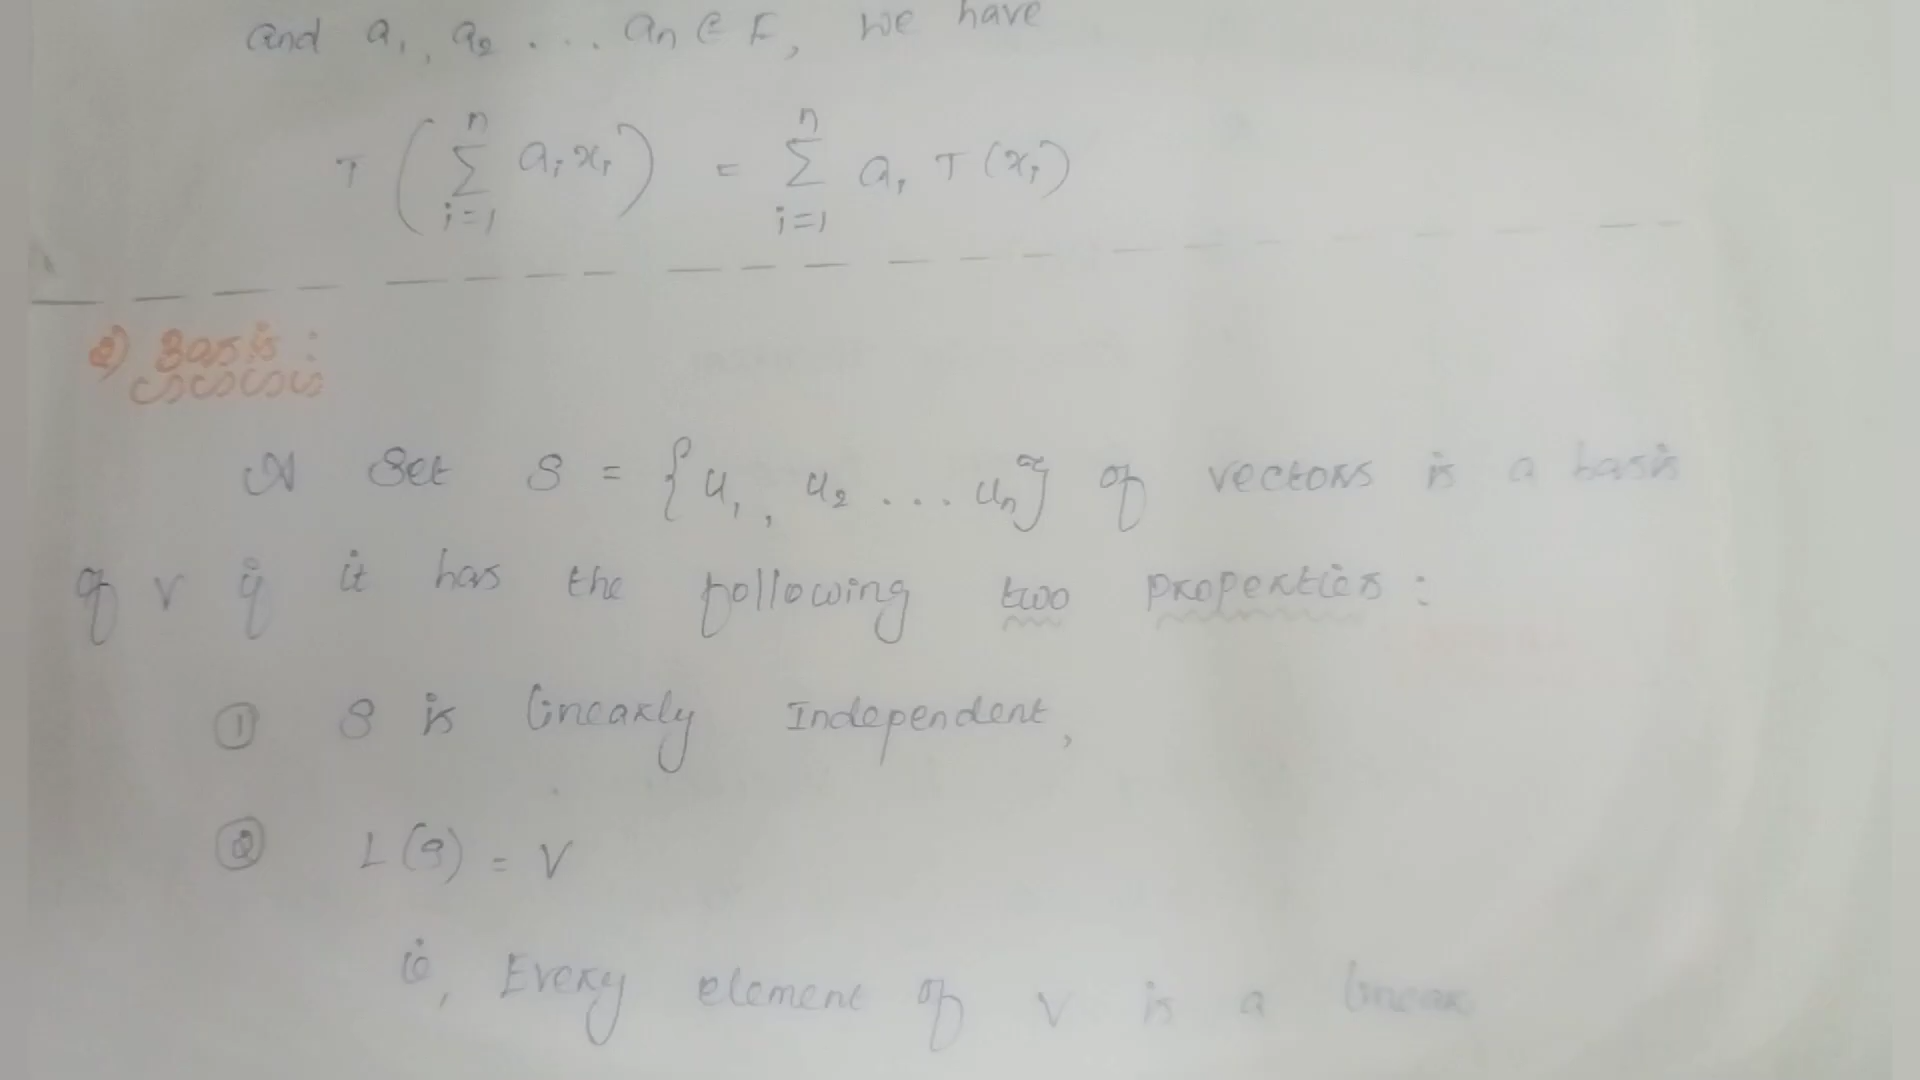 and a₁, a₂ ... aₙ ∈ F, we have
T ( ∑_{i=1}^{n} aᵢxᵢ ) = ∑_{i=1}^{n} aᵢ T(xᵢ)
2) Basis:
A Set S = {u₁, u₂ ... uₙ} of vectors is a basis
of V if it has the following two properties:
① S is linearly Independent,
② L(S) = V
ie, Every element of V is a linear